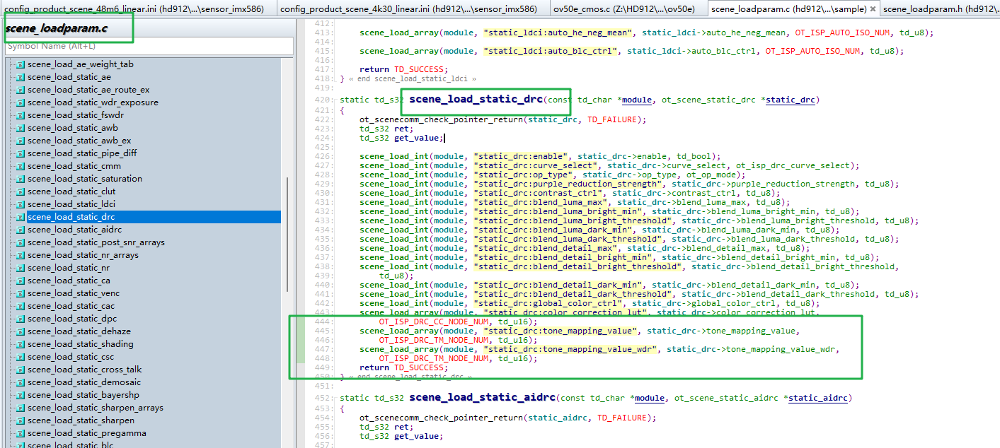 config_product_scene_48m6_linear.ini (hd912\...\sensor_imx586)
config_product_scene_4k30_linear.ini (hd912\...\sensor_imx586)
ov50e_cmos.c (Z:\HD912\...\ov50e)
scene_loadparam.c (hd912\...\sample) ×
scene_loadparam.h (hd912\.
scene_loadparam.c
Symbol Name (Alt+L)
scene_load_ae_weight_tab
scene_load_static_ae
scene_load_static_ae_route_ex
scene_load_static_wdr_exposure
scene_load_static_fswdr
scene_load_static_awb
scene_load_static_awb_ex
scene_load_static_pipe_diff
scene_load_static_cmm
scene_load_static_saturation
scene_load_static_clut
scene_load_static_ldci
scene_load_static_drc
scene_load_static_aidrc
scene_load_static_post_snr_arrays
scene_load_static_nr_arrays
scene_load_static_nr
scene_load_static_ca
scene_load_static_venc
scene_load_static_cac
scene_load_static_dpc
scene_load_static_dehaze
scene_load_static_shading
scene_load_static_csc
scene_load_static_cross_talk
scene_load_static_demosaic
scene_load_static_bayershp
scene_load_static_sharpen_arrays
scene_load_static_sharpen
scene_load_static_pregamma
scene_load_static_blc
412:
413: scene_load_array(module, "static_ldci:auto_he_neg_mean", static_ldci->auto_he_neg_mean, OT_ISP_AUTO_ISO_NUM, td_u8);
414:
415: scene_load_array(module, "static_ldci:auto_blc_ctrl", static_ldci->auto_blc_ctrl, OT_ISP_AUTO_ISO_NUM, td_u8);
416:
417: return TD_SUCCESS;
418: } « end scene_load_static_ldci »
419:
420: static td_s32 scene_load_static_drc(const td_char *module, ot_scene_static_drc *static_drc)
421: {
422: ot_scenecomm_check_pointer_return(static_drc, TD_FAILURE);
423: td_s32 ret;
424: td_s32 get_value;
425:
426: scene_load_int(module, "static_drc:enable", static_drc->enable, td_bool);
427: scene_load_int(module, "static_drc:curve_select", static_drc->curve_select, ot_isp_drc_curve_select);
428: scene_load_int(module, "static_drc:op_type", static_drc->op_type, ot_op_mode);
429: scene_load_int(module, "static_drc:purple_reduction_strength", static_drc->purple_reduction_strength, td_u8);
430: scene_load_int(module, "static_drc:contrast_ctrl", static_drc->contrast_ctrl, td_u8);
431: scene_load_int(module, "static_drc:blend_luma_max", static_drc->blend_luma_max, td_u8);
432: scene_load_int(module, "static_drc:blend_luma_bright_min", static_drc->blend_luma_bright_min, td_u8);
433: scene_load_int(module, "static_drc:blend_luma_bright_threshold", static_drc->blend_luma_bright_threshold, td_u8);
434: scene_load_int(module, "static_drc:blend_luma_dark_min", static_drc->blend_luma_dark_min, td_u8);
435: scene_load_int(module, "static_drc:blend_luma_dark_threshold", static_drc->blend_luma_dark_threshold, td_u8);
436: scene_load_int(module, "static_drc:blend_detail_max", static_drc->blend_detail_max, td_u8);
437: scene_load_int(module, "static_drc:blend_detail_bright_min", static_drc->blend_detail_bright_min, td_u8);
438: scene_load_int(module, "static_drc:blend_detail_bright_threshold", static_drc->blend_detail_bright_threshold,
439: td_u8);
440: scene_load_int(module, "static_drc:blend_detail_dark_min", static_drc->blend_detail_dark_min, td_u8);
441: scene_load_int(module, "static_drc:blend_detail_dark_threshold", static_drc->blend_detail_dark_threshold, td_u8);
442: scene_load_int(module, "static_drc:global_color_ctrl", static_drc->global_color_ctrl, td_u8);
443: scene_load_array(module, "static_drc:color_correction_lut", static_drc->color_correction_lut,
444: OT_ISP_DRC_CC_NODE_NUM, td_u16);
445: scene_load_array(module, "static_drc:tone_mapping_value", static_drc->tone_mapping_value,
446: OT_ISP_DRC_TM_NODE_NUM, td_u16);
447: scene_load_array(module, "static_drc:tone_mapping_value_wdr", static_drc->tone_mapping_value_wdr,
448: OT_ISP_DRC_TM_NODE_NUM, td_u16);
449: return TD_SUCCESS;
450: } « end scene_load_static_drc »
451:
452: static td_s32 scene_load_static_aidrc(const td_char *module, ot_scene_static_aidrc *static_aidrc)
453: {
454: ot_scenecomm_check_pointer_return(static_aidrc, TD_FAILURE);
455: td_s32 ret;
456: td_s32 get_value;
457: